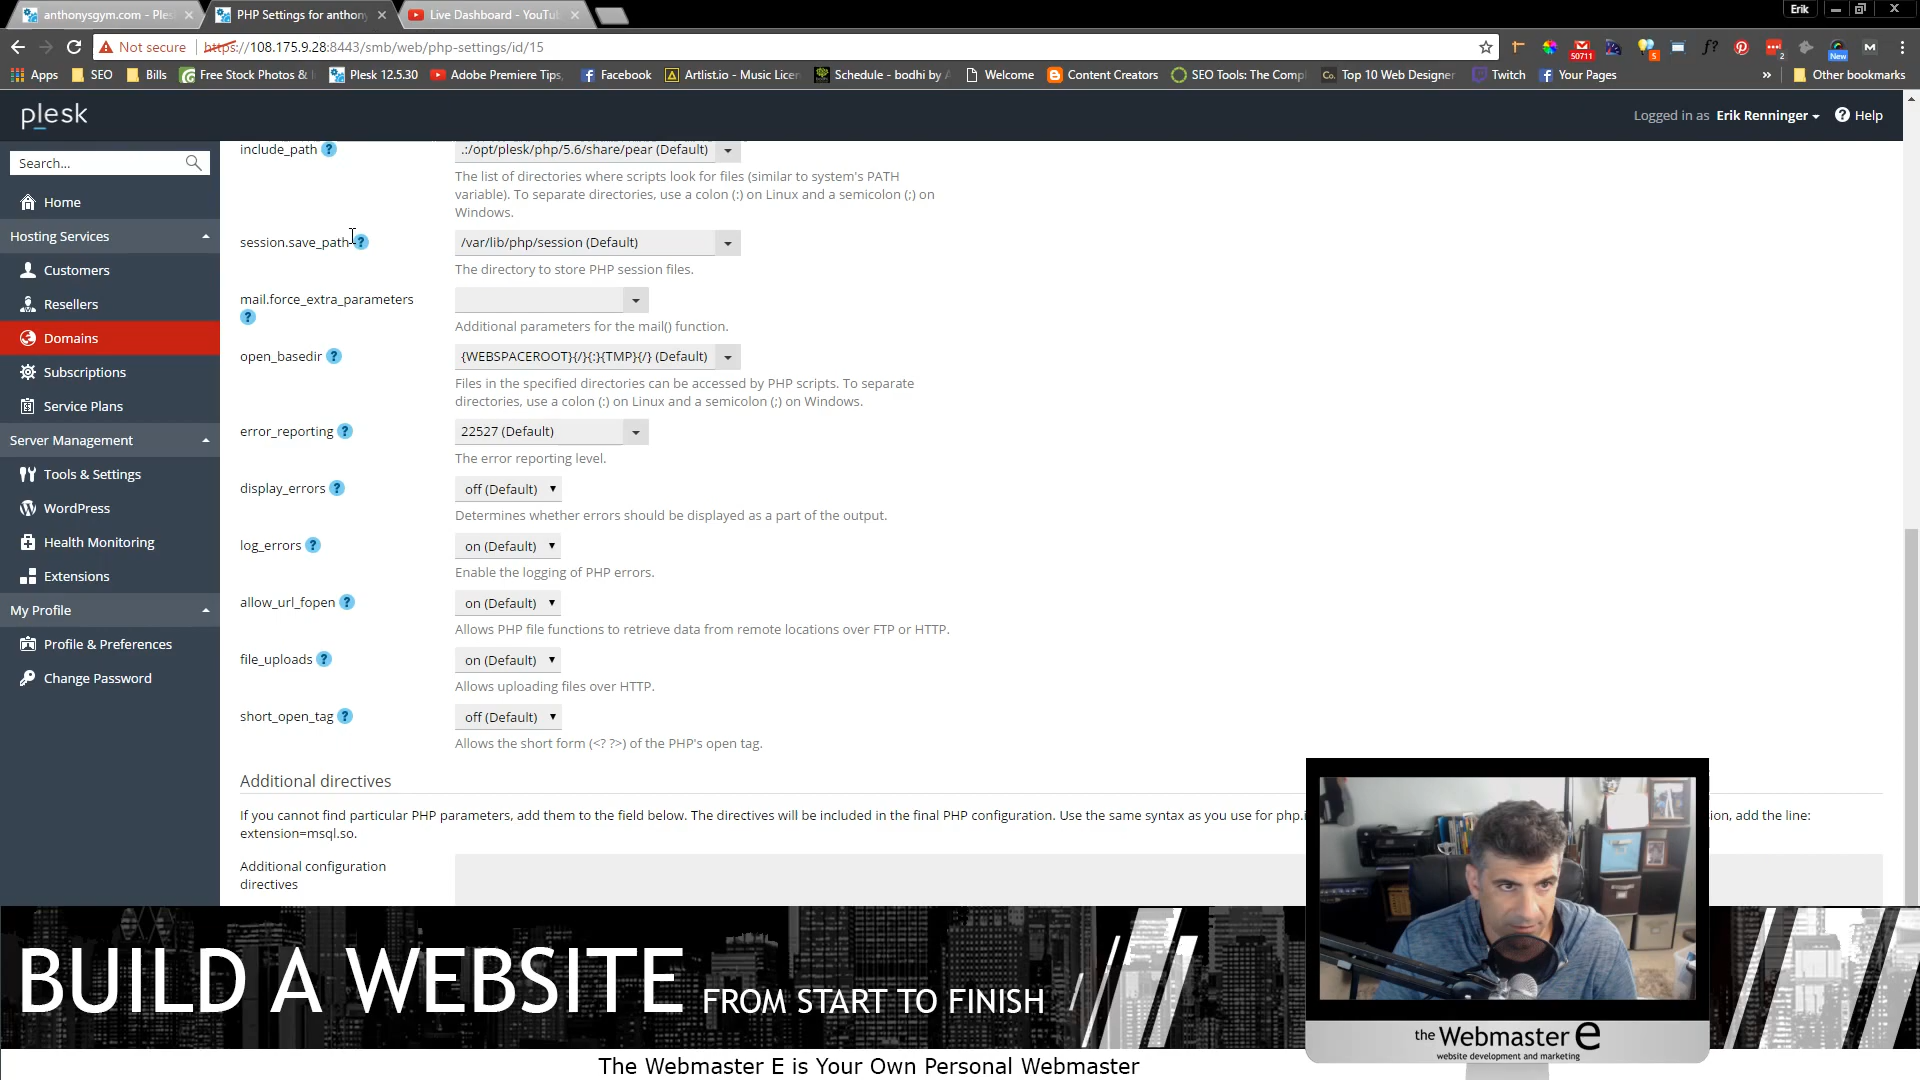 anthonysgym.com - Plesk
PHP Settings for anthony
Live Dashboard - YouTu
Erik
Not secure https://108.175.9.28:8443/smb/web/php-settings/id/15
50711
5
f?
2
New
M
Apps SEO Bills Free Stock Photos & I Plesk 12.5.30 Adobe Premiere Tips, Facebook Artlist.io - Music Licen Schedule - bodhi by A Welcome Content Creators SEO Tools: The Compl Co. Top 10 Web Designer Twitch Your Pages » Other bookmarks
plesk
Logged in as Erik Renninger Help
Search...
Home
Hosting Services
Customers
Resellers
Domains
Subscriptions
Service Plans
Server Management
Tools & Settings
WordPress
Health Monitoring
Extensions
My Profile
Profile & Preferences
Change Password
include_path ? .:/opt/plesk/php/5.6/share/pear (Default)
The list of directories where scripts look for files (similar to system's PATH
variable). To separate directories, use a colon (:) on Linux and a semicolon (;) on
Windows.
session.save_path ? /var/lib/php/session (Default)
The directory to store PHP session files.
mail.force_extra_parameters
?
Additional parameters for the mail() function.
open_basedir ? {WEBSPACEROOT}{/}{:}{TMP}{/} (Default)
Files in the specified directories can be accessed by PHP scripts. To separate
directories, use a colon (:) on Linux and a semicolon (;) on Windows.
error_reporting ? 22527 (Default)
The error reporting level.
display_errors ? off (Default)
Determines whether errors should be displayed as a part of the output.
log_errors ? on (Default)
Enable the logging of PHP errors.
allow_url_fopen ? on (Default)
Allows PHP file functions to retrieve data from remote locations over FTP or HTTP.
file_uploads ? on (Default)
Allows uploading files over HTTP.
short_open_tag ? off (Default)
Allows the short form (<? ?>) of the PHP's open tag.
Additional directives
If you cannot find particular PHP parameters, add them to the field below. The directives will be included in the final PHP configuration. Use the same syntax as you use for php.i ion, add the line:
extension=msql.so.
Additional configuration
directives
BUILD A WEBSITE FROM START TO FINISH
the Webmaster e
website development and marketing
The Webmaster E is Your Own Personal Webmaster